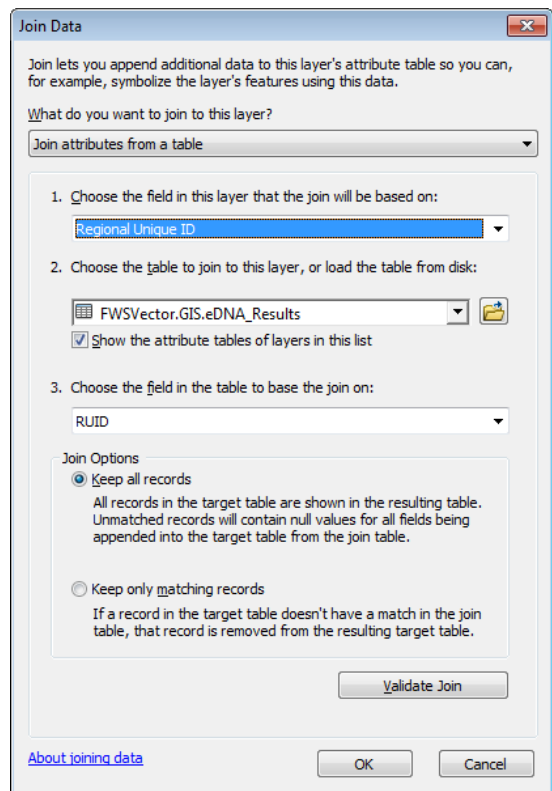 Join Data
Join lets you append additional data to this layer's attribute table so you can,
for example, symbolize the layer's features using this data.
What do you want to join to this layer?
Join attributes from a table
1. Choose the field in this layer that the join will be based on:
Regional Unique ID
2. Choose the table to join to this layer, or load the table from disk:
FWSVector.GIS.eDNA_Results
Show the attribute tables of layers in this list
3. Choose the field in the table to base the join on:
RUID
Join Options
Keep all records
All records in the target table are shown in the resulting table.
Unmatched records will contain null values for all fields being
appended into the target table from the join table.
Keep only matching records
If a record in the target table doesn't have a match in the join
table, that record is removed from the resulting target table.
Validate Join
About joining data
OK
Cancel